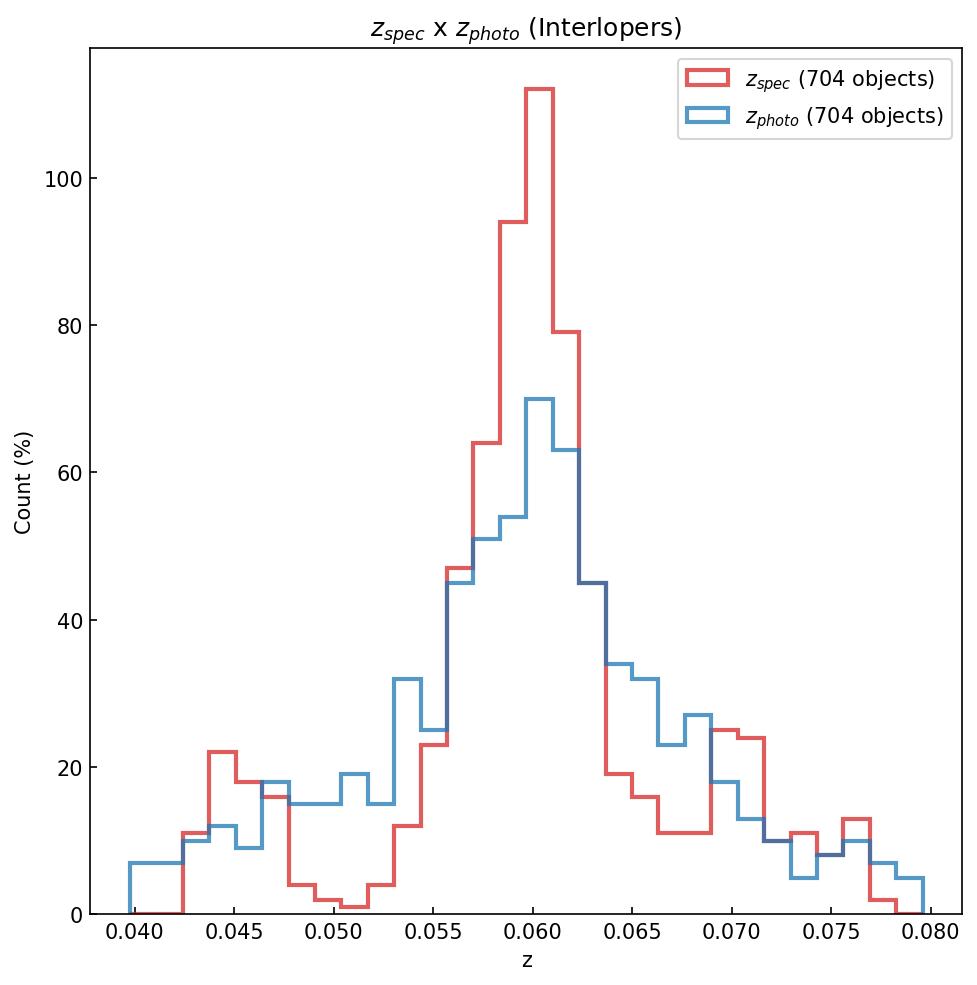 z_spec x z_photo (Interlopers)
z_spec (704 objects)
z_photo (704 objects)
Count (%)
100
80
60
40
20
0
0.040 0.045 0.050 0.055 0.060 0.065 0.070 0.075 0.080
z